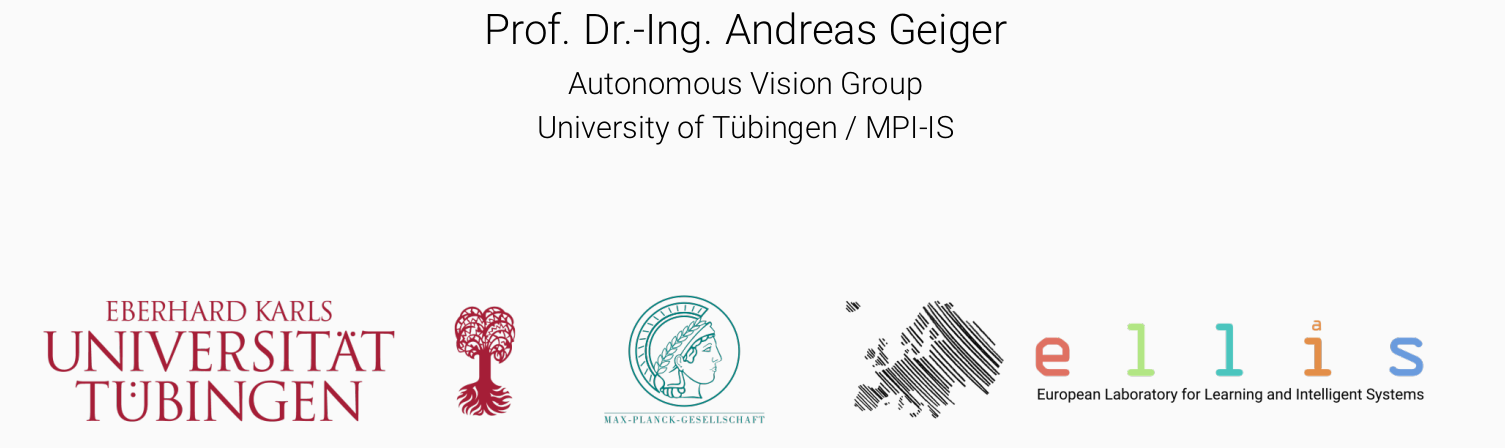 Prof. Dr.-Ing. Andreas Geiger
Autonomous Vision Group
University of Tübingen / MPI-IS
EBERHARD KARLS
UNIVERSITÄT
TÜBINGEN
MAX-PLANCK-GESELLSCHAFT
a
ellis
European Laboratory for Learning and Intelligent Systems